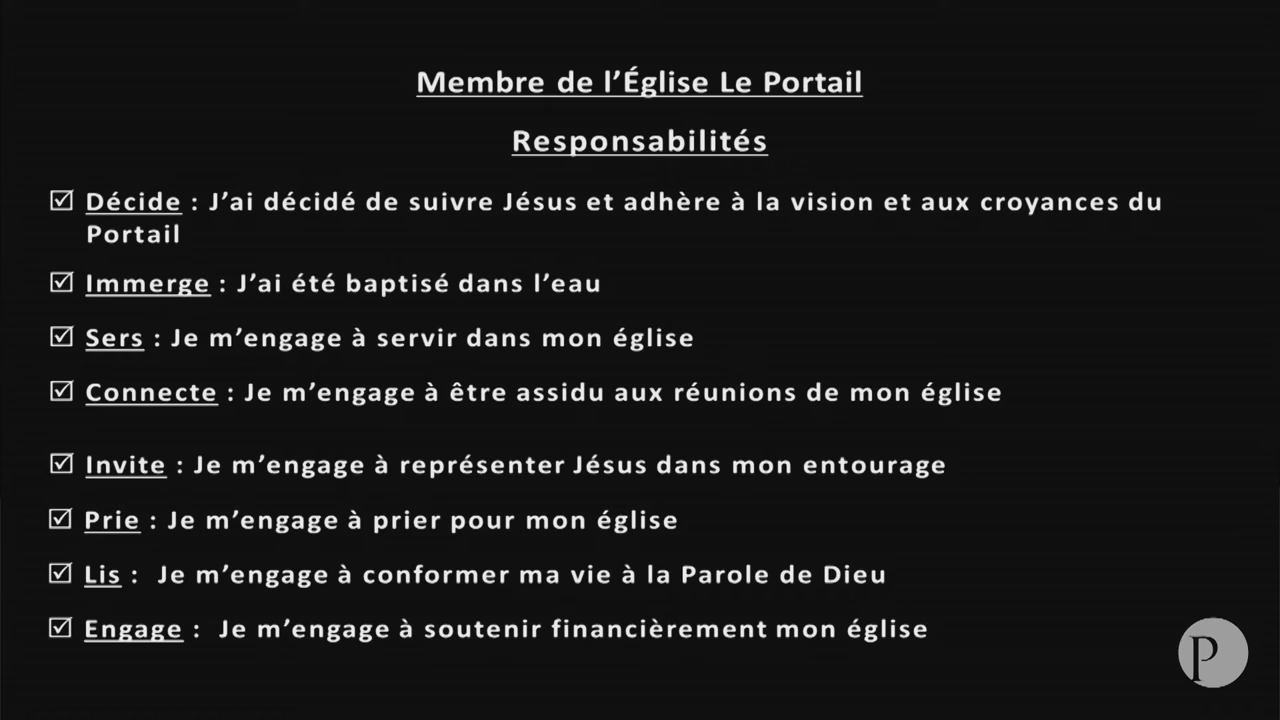 Membre de l’Église Le Portail
Responsabilités
☑ Décide : J’ai décidé de suivre Jésus et adhère à la vision et aux croyances du
Portail
☑ Immerge : J’ai été baptisé dans l’eau
☑ Sers : Je m’engage à servir dans mon église
☑ Connecte : Je m’engage à être assidu aux réunions de mon église
☑ Invite : Je m’engage à représenter Jésus dans mon entourage
☑ Prie : Je m’engage à prier pour mon église
☑ Lis :  Je m’engage à conformer ma vie à la Parole de Dieu
☑ Engage :  Je m’engage à soutenir financièrement mon église
P